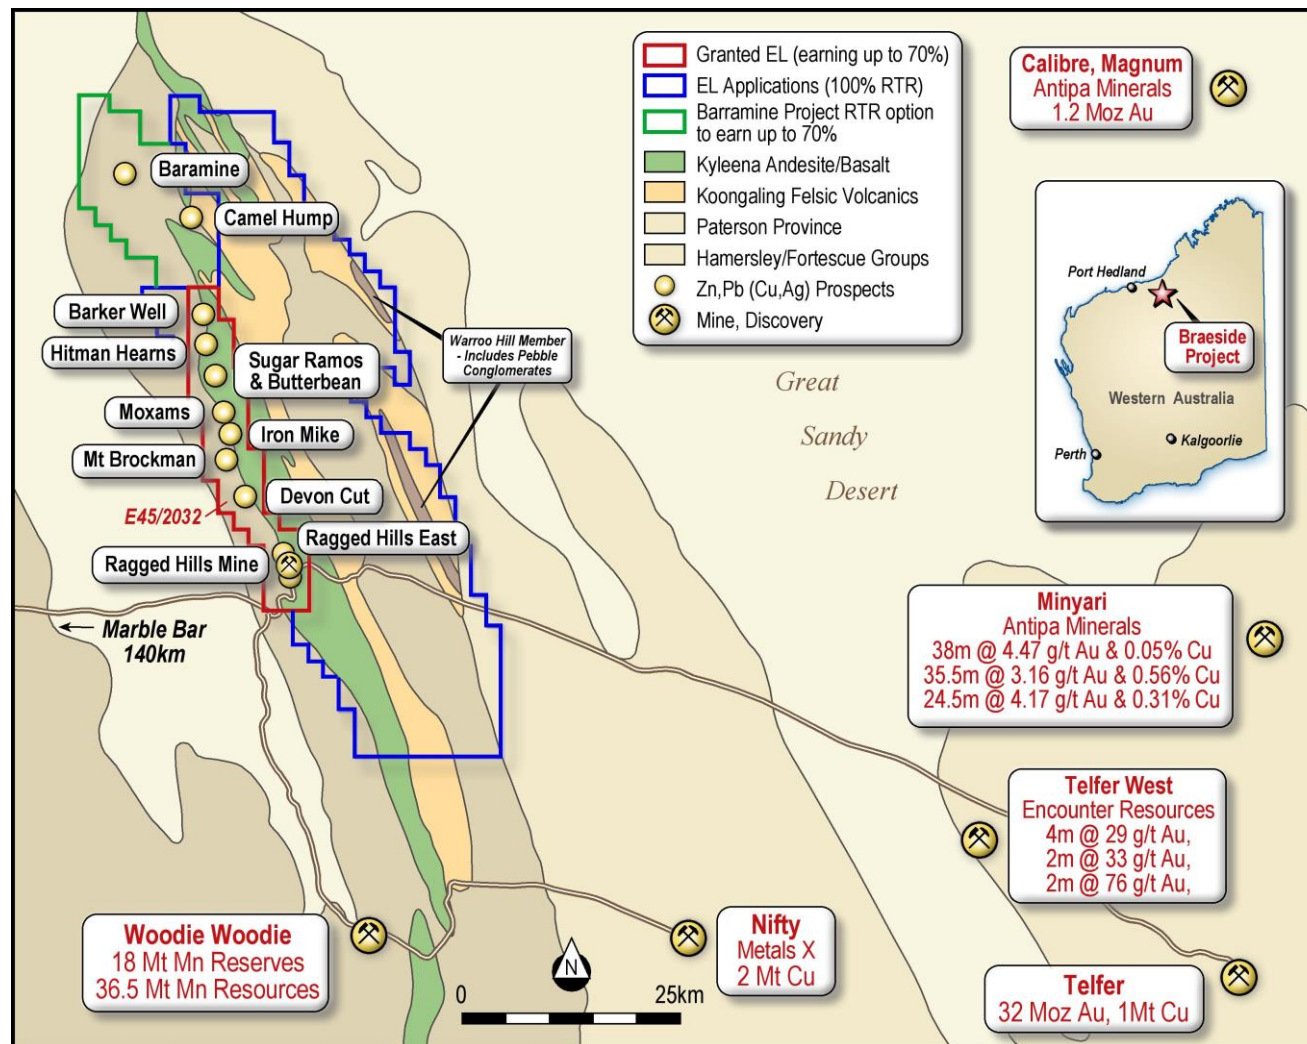 Granted EL (earning up to 70%)
EL Applications (100% RTR)
Barramine Project RTR option
to earn up to 70%
Kyleena Andesite/Basalt
Koongaling Felsic Volcanics
Paterson Province
Hamersley/Fortescue Groups
Zn,Pb (Cu,Ag) Prospects
Mine, Discovery
Calibre, Magnum
Antipa Minerals
1.2 Moz Au
Baramine
Camel Hump
Barker Well
Hitman Hearns
Sugar Ramos
& Butterbean
Moxams
Iron Mike
Mt Brockman
Devon Cut
E45/2032
Ragged Hills East
Ragged Hills Mine
Warroo Hill Member
- Includes Pebble
Conglomerates
Great
Sandy
Desert
Port Hedland
Braeside
Project
Western Australia
Kalgoorlie
Perth
Marble Bar
140km
Minyari
Antipa Minerals
38m @ 4.47 g/t Au & 0.05% Cu
35.5m @ 3.16 g/t Au & 0.56% Cu
24.5m @ 4.17 g/t Au & 0.31% Cu
Telfer West
Encounter Resources
4m @ 29 g/t Au,
2m @ 33 g/t Au,
2m @ 76 g/t Au,
Woodie Woodie
18 Mt Mn Reserves
36.5 Mt Mn Resources
Nifty
Metals X
2 Mt Cu
Telfer
32 Moz Au, 1Mt Cu
N
0 25km